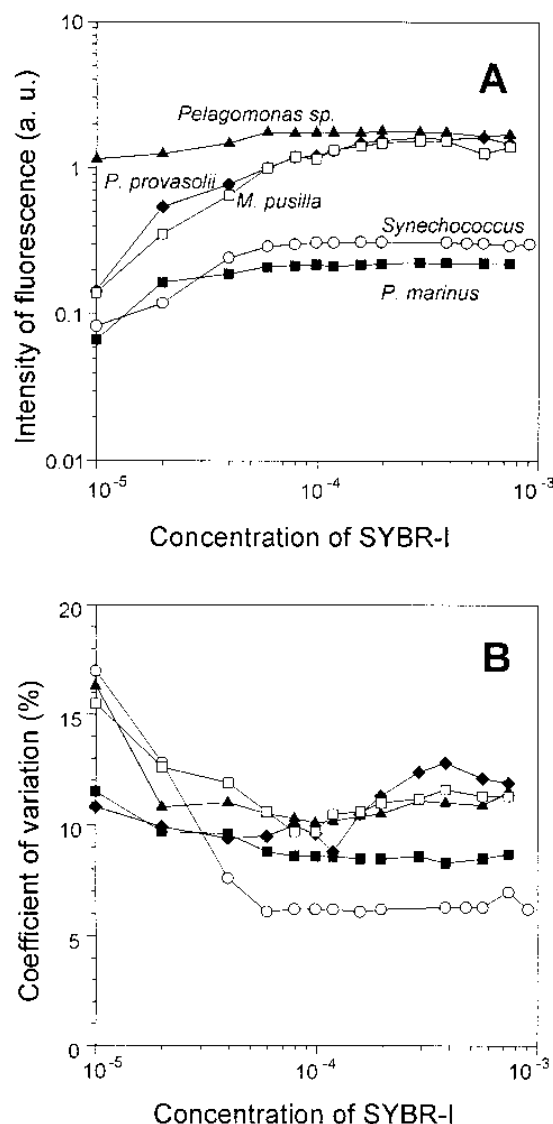 10
A
Pelagomonas sp.
1
P. provasolii
M. pusilla
Synechococcus
P. marinus
0.1
0.01
10-5
10-4
10-3
Intensity of fluorescence (a. u.)
Concentration of SYBR-I
20
B
15
10
5
0
10-5
10-4
10-3
Coefficient of variation (%)
Concentration of SYBR-I